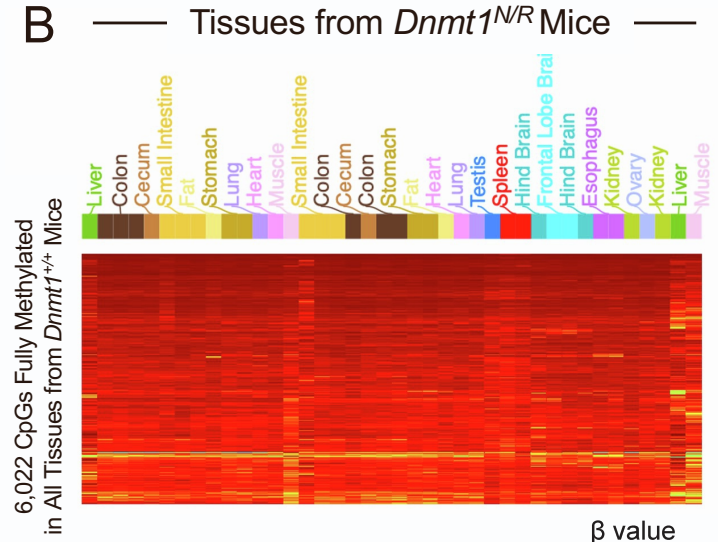 B
Tissues from Dnmt1N/R Mice
Liver
Colon
Cecum
Small Intestine
Fat
Stomach
Lung
Heart
Muscle
Small Intestine
Colon
Cecum
Colon
Stomach
Fat
Heart
Lung
Testis
Spleen
Hind Brain
Frontal Lobe Brai
Hind Brain
Esophagus
Kidney
Ovary
Kidney
Liver
Muscle
6,022 CpGs Fully Methylated
in All Tissues from Dnmt1+/+ Mice
β value